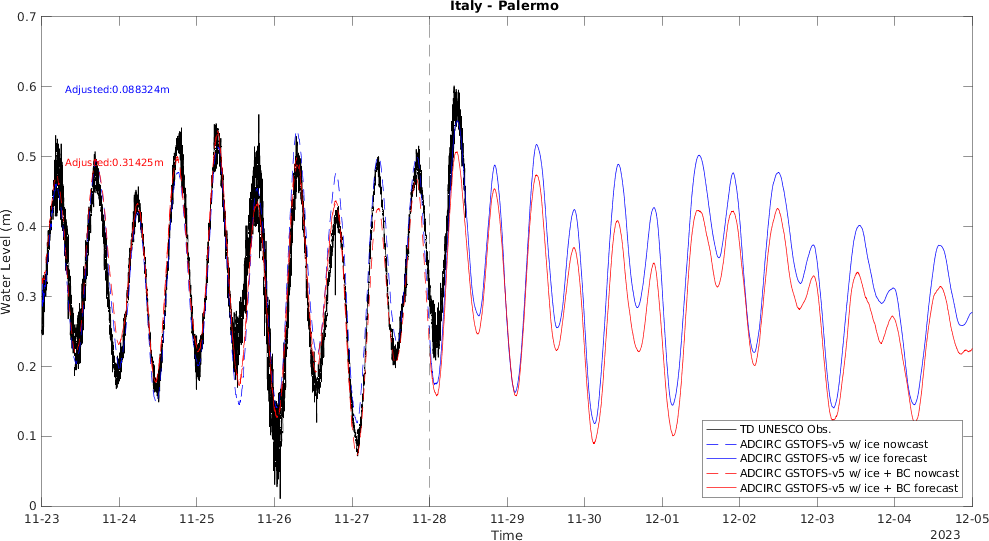 Italy - Palermo
0.7
0.6
0.5
0.4
0.3
0.2
0.1
0
Water Level (m)
Adjusted:0.088324m
Adjusted:0.31425m
TD UNESCO Obs.
ADCIRC GSTOFS-v5 w/ ice nowcast
ADCIRC GSTOFS-v5 w/ ice forecast
ADCIRC GSTOFS-v5 w/ ice + BC nowcast
ADCIRC GSTOFS-v5 w/ ice + BC forecast
11-23 11-24 11-25 11-26 11-27 11-28 11-29 11-30 12-01 12-02 12-03 12-04 12-05
Time
2023